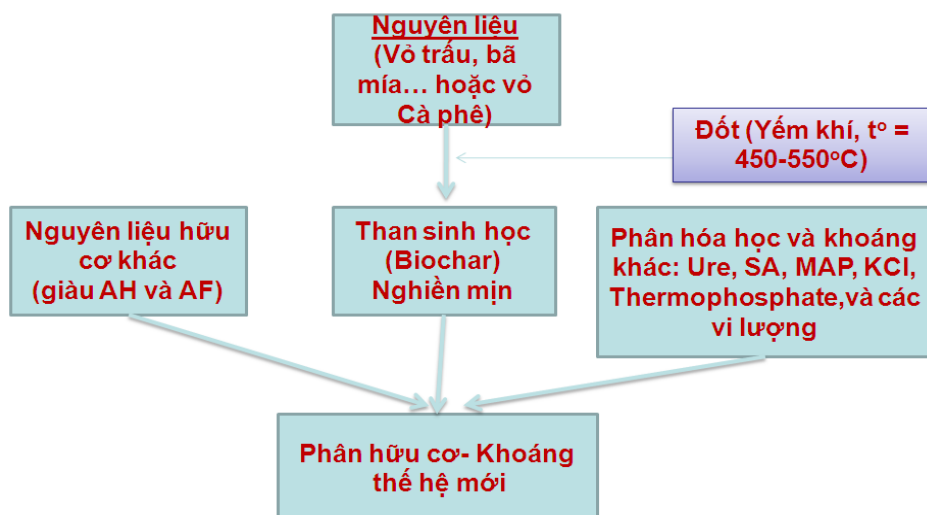 Nguyên liệu
(Vỏ trấu, bã
mía… hoặc vỏ
Cà phê)
Đốt (Yếm khí, tº =
450-550ºC)
Nguyên liệu hữu
cơ khác
(giàu AH và AF)
Than sinh học
(Biochar)
Nghiền mịn
Phân hóa học và khoáng
khác: Ure, SA, MAP, KCl,
Thermophosphate,và các
vi lượng
Phân hữu cơ- Khoáng
thế hệ mới